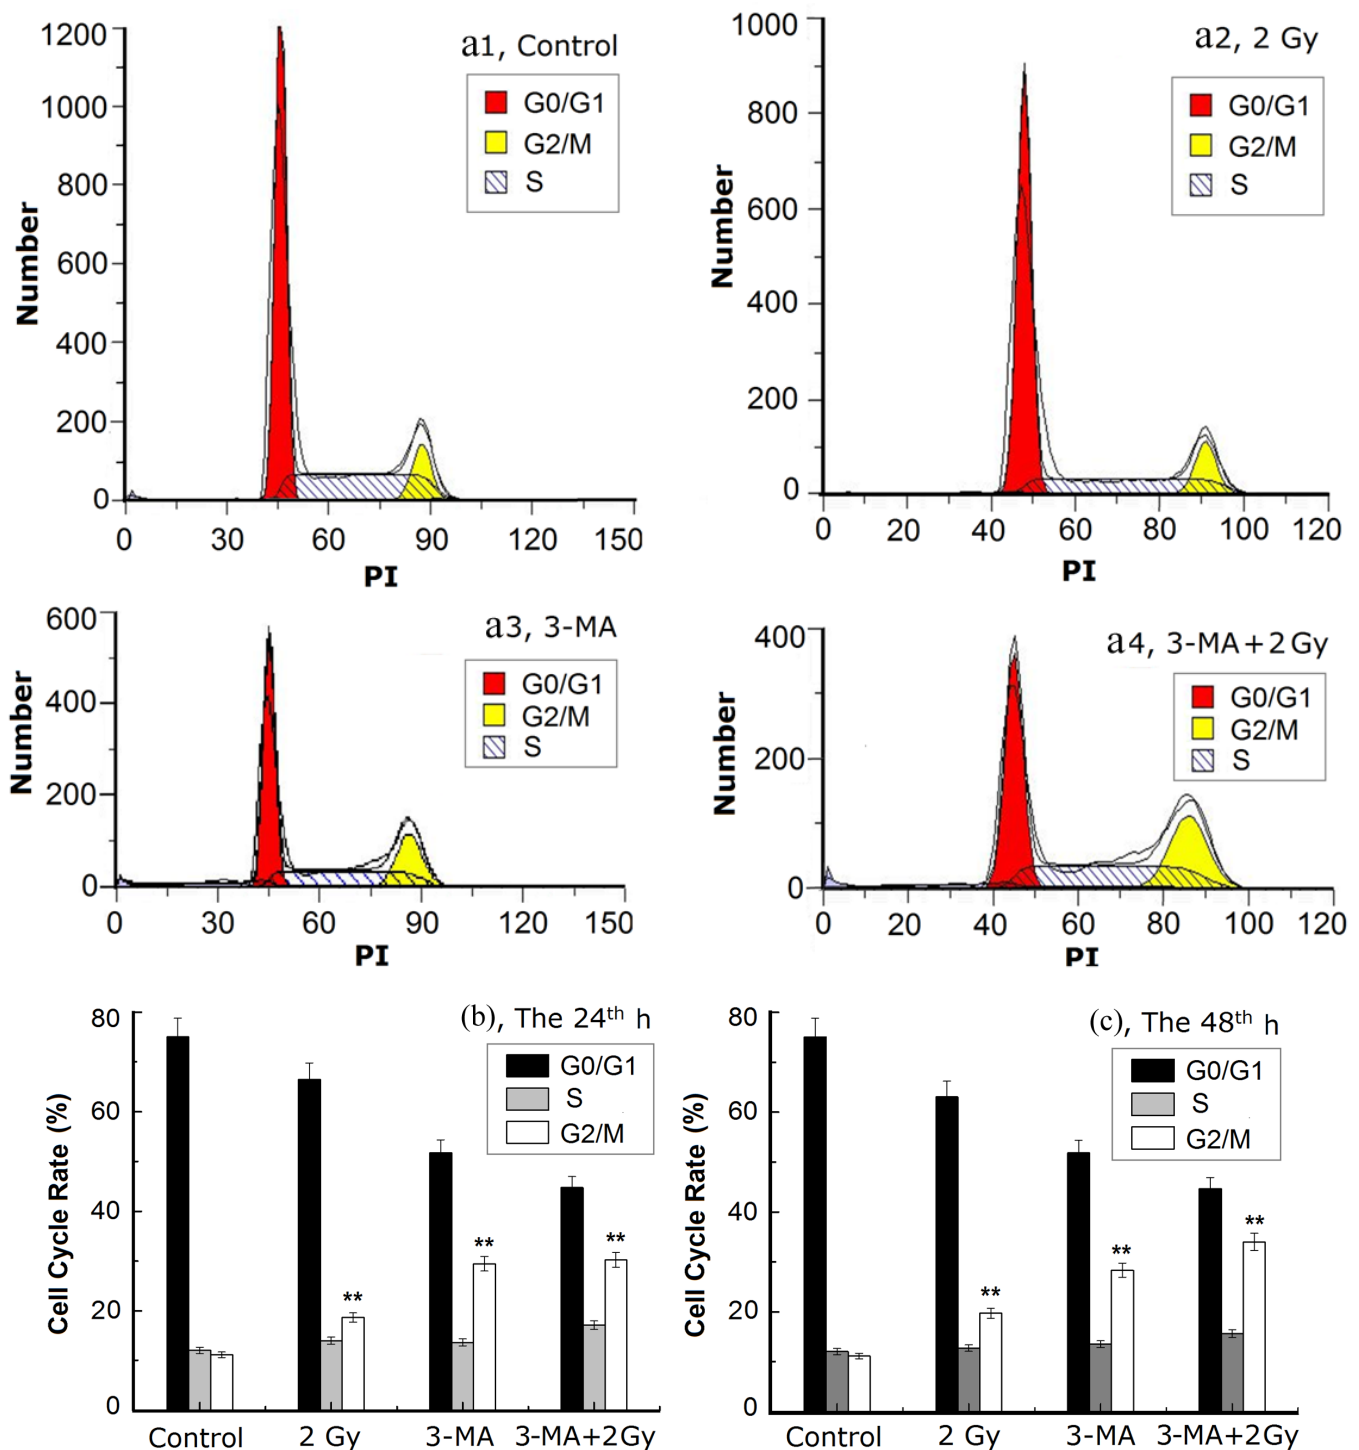 a1, Control
G0/G1
G2/M
S
Number
1200
1000
800
600
400
200
0
0 30 60 90 120 150
PI
a2, 2 Gy
G0/G1
G2/M
S
Number
1000
800
600
400
200
0
0 20 40 60 80 100 120
PI
a3, 3-MA
G0/G1
G2/M
S
Number
600
400
200
0
0 30 60 90 120 150
PI
a4, 3-MA+2Gy
G0/G1
G2/M
S
Number
400
200
0
0 20 40 60 80 100 120
PI
(b), The 24th h
G0/G1
S
G2/M
Cell Cycle Rate (%)
80
60
40
20
0
** ** **
Control 2 Gy 3-MA 3-MA+2Gy
(c), The 48th h
G0/G1
S
G2/M
Cell Cycle Rate (%)
80
60
40
20
0
** ** **
Control 2 Gy 3-MA 3-MA+2Gy